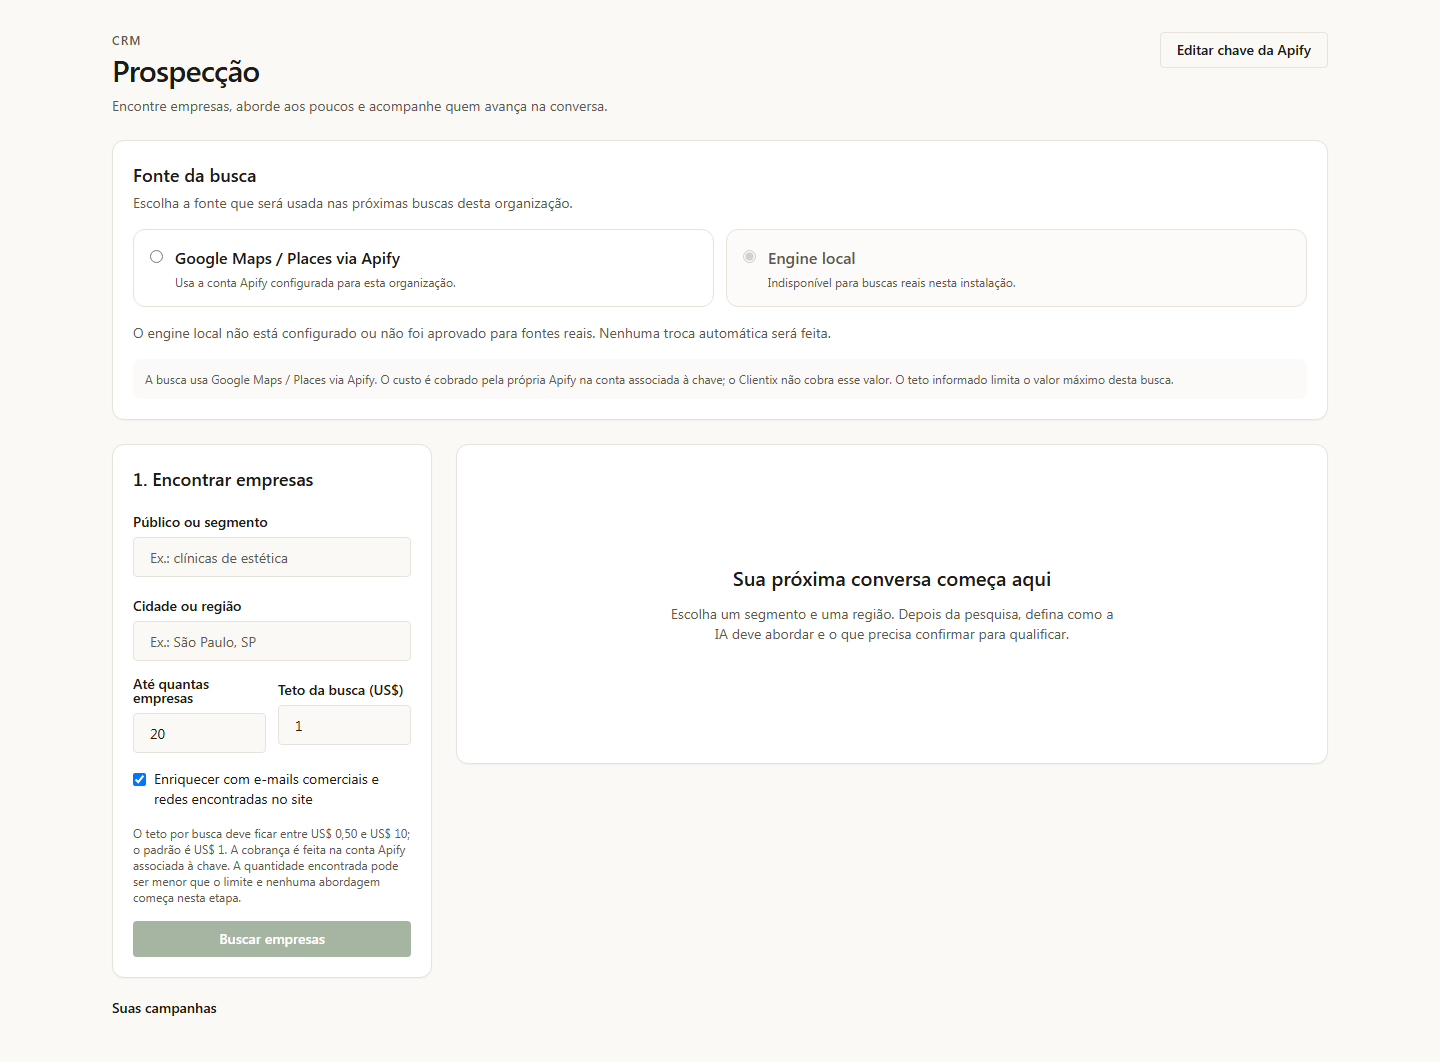 CRM
Prospecção
Encontre empresas, aborde aos poucos e acompanhe quem avança na conversa.
Editar chave da Apify
Fonte da busca
Escolha a fonte que será usada nas próximas buscas desta organização.
Google Maps / Places via Apify
Usa a conta Apify configurada para esta organização.
Engine local
Indisponível para buscas reais nesta instalação.
O engine local não está configurado ou não foi aprovado para fontes reais. Nenhuma troca automática será feita.
A busca usa Google Maps / Places via Apify. O custo é cobrado pela própria Apify na conta associada à chave; o Clientix não cobra esse valor. O teto informado limita o valor máximo desta busca.
1. Encontrar empresas
Público ou segmento
Ex.: clínicas de estética
Cidade ou região
Ex.: São Paulo, SP
Até quantas
empresas
20
Teto da busca (US$)
1
Enriquecer com e-mails comerciais e
redes encontradas no site
O teto por busca deve ficar entre US$ 0,50 e US$ 10;
o padrão é US$ 1. A cobrança é feita na conta Apify
associada à chave. A quantidade encontrada pode
ser menor que o limite e nenhuma abordagem
começa nesta etapa.
Buscar empresas
Sua próxima conversa começa aqui
Escolha um segmento e uma região. Depois da pesquisa, defina como a
IA deve abordar e o que precisa confirmar para qualificar.
Suas campanhas